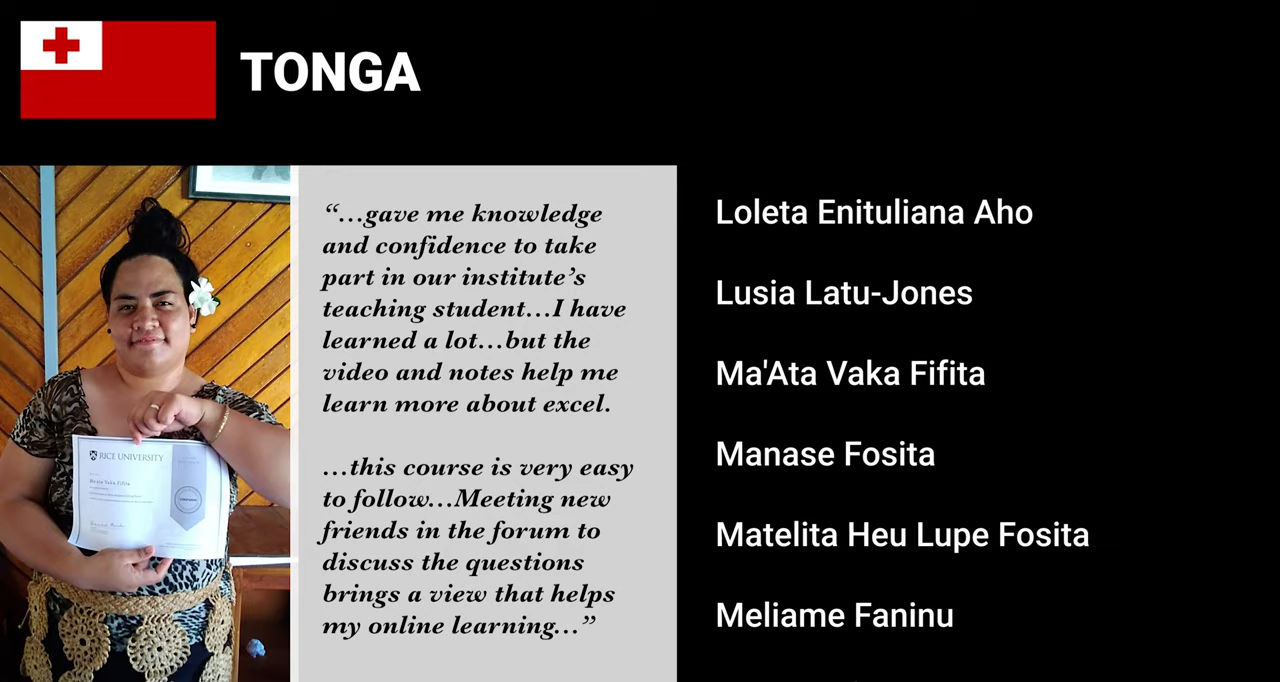 TONGA
“...gave me knowledge
and confidence to take
part in our institute’s
teaching student...I have
learned a lot...but the
video and notes help me
learn more about excel.
...this course is very easy
to follow...Meeting new
friends in the forum to
discuss the questions
brings a view that helps
my online learning...”
Loleta Enituliana Aho
Lusia Latu-Jones
Ma'Ata Vaka Fifita
Manase Fosita
Matelita Heu Lupe Fosita
Meliame Faninu
RICE UNIVERSITY